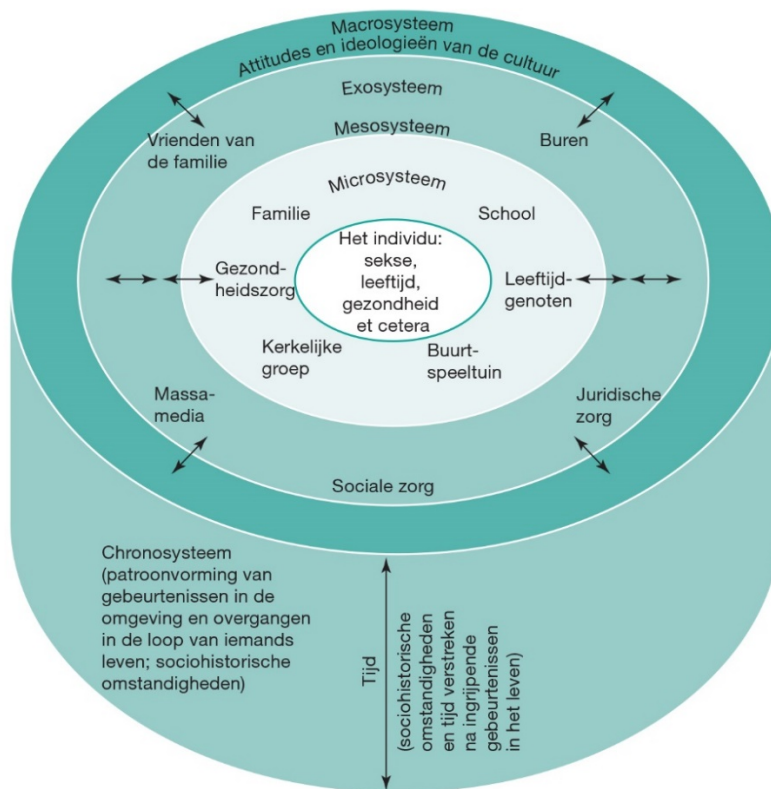 Macrosysteem
Attitudes en ideologieën van de cultuur
Exosysteem
Mesosysteem
Vrienden van
de familie
Buren
Microsysteem
Familie
School
Het individu:
sekse,
leeftijd,
gezondheid
et cetera
Gezond-
heidszorg
Leeftijd-
genoten
Kerkelijke
groep
Buurt-
speeltuin
Massa-
media
Juridische
zorg
Sociale zorg
Chronosysteem
(patroonvorming van
gebeurtenissen in de
omgeving en overgangen
in de loop van iemands
leven; sociohistorische
omstandigheden)
Tijd
(sociohistorische
omstandigheden
en tijd verstreken
na ingrijpende
gebeurtenissen
in het leven)